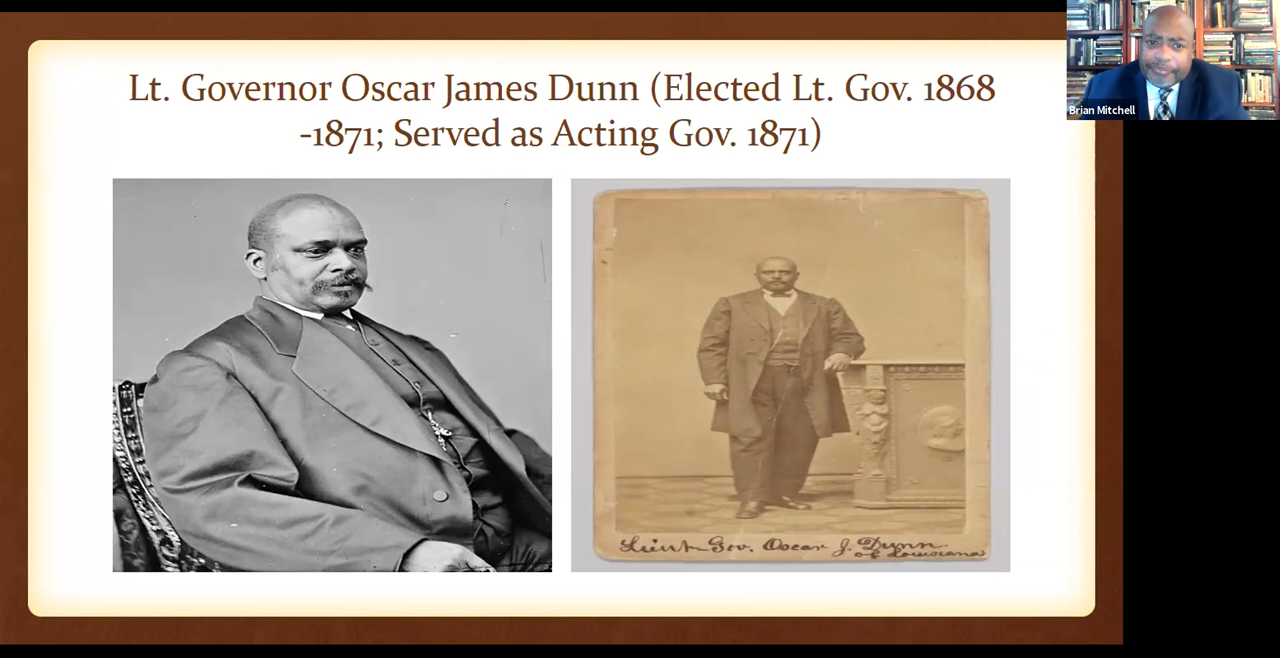 Lt. Governor Oscar James Dunn (Elected Lt. Gov. 1868
-1871; Served as Acting Gov. 1871)
Brian Mitchell
Lieut Gov. Oscar J. Dunn
of Louisiana